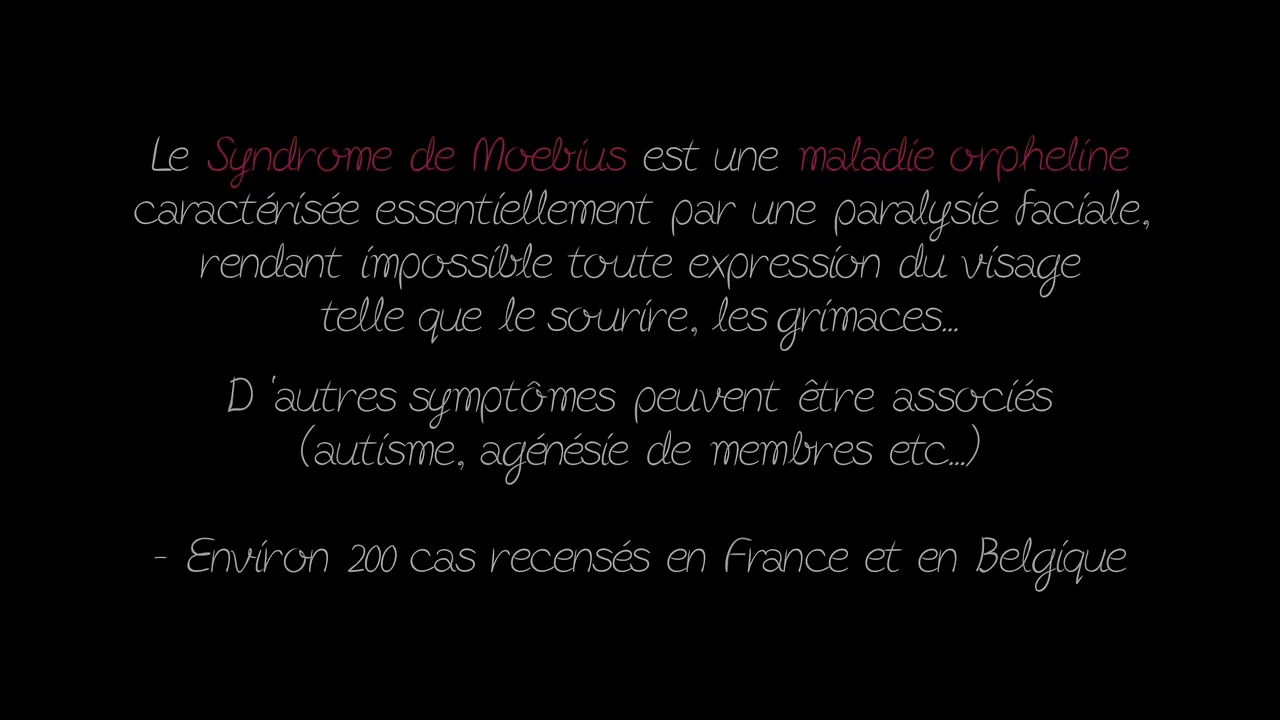 Le Syndrome de Moebius est une maladie orpheline
caractérisée essentiellement par une paralysie faciale,
rendant impossible toute expression du visage
telle que le sourire, les grimaces...
D 'autres symptômes peuvent être associés
(autisme, agénésie de membres etc...)
- Environ 200 cas recensés en France et en Belgique